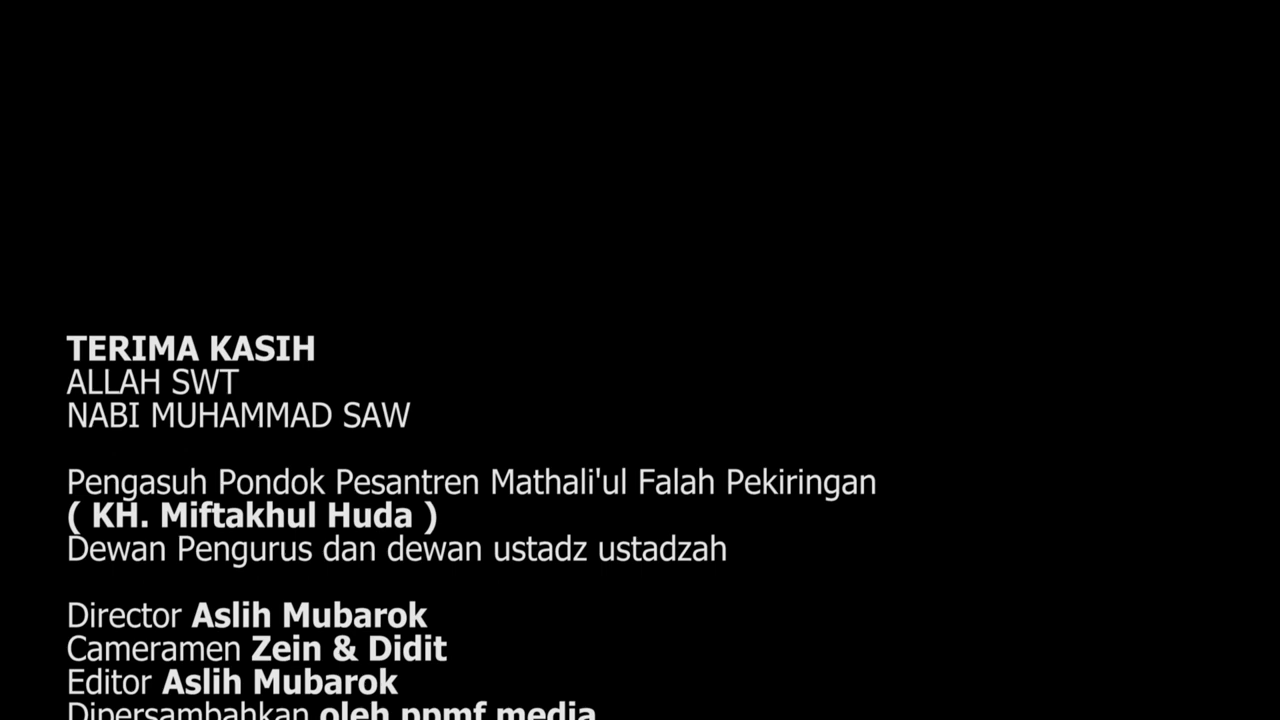 TERIMA KASIH
ALLAH SWT
NABI MUHAMMAD SAW
Pengasuh Pondok Pesantren Mathali'ul Falah Pekiringan
( KH. Miftakhul Huda )
Dewan Pengurus dan dewan ustadz ustadzah
Director Aslih Mubarok
Cameramen Zein & Didit
Editor Aslih Mubarok
Dipersambahkan oleh ppmf media